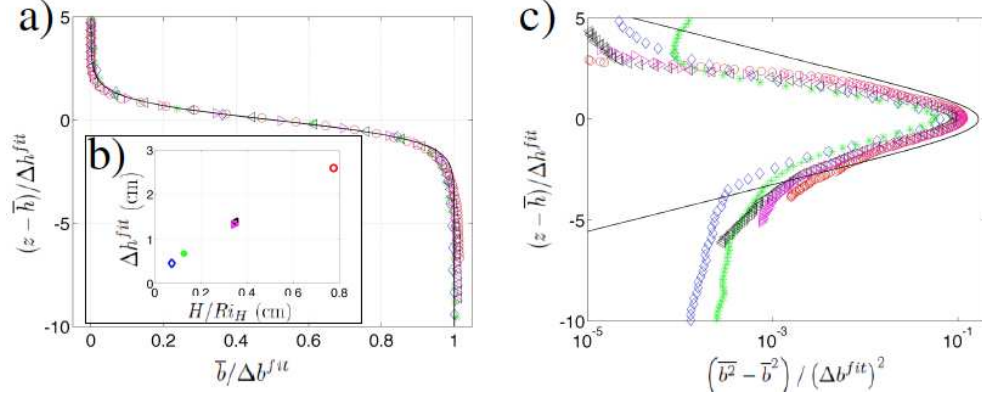 a)
5
0
-5
-10
(z − h̅)/Δh^{fit}
0
0.2
0.4
0.6
0.8
1
b̅/Δb^{fit}
b)
3
2
1
0
Δh^{fit} (cm)
0
0.2
0.4
0.6
0.8
H/Ri_H (cm)
c)
5
0
-5
-10
(z − h̅)/Δh^{fit}
10^{-5}
10^{-3}
10^{-1}
(\overline{b^2} − b̅^2) / (Δb^{fit})^2